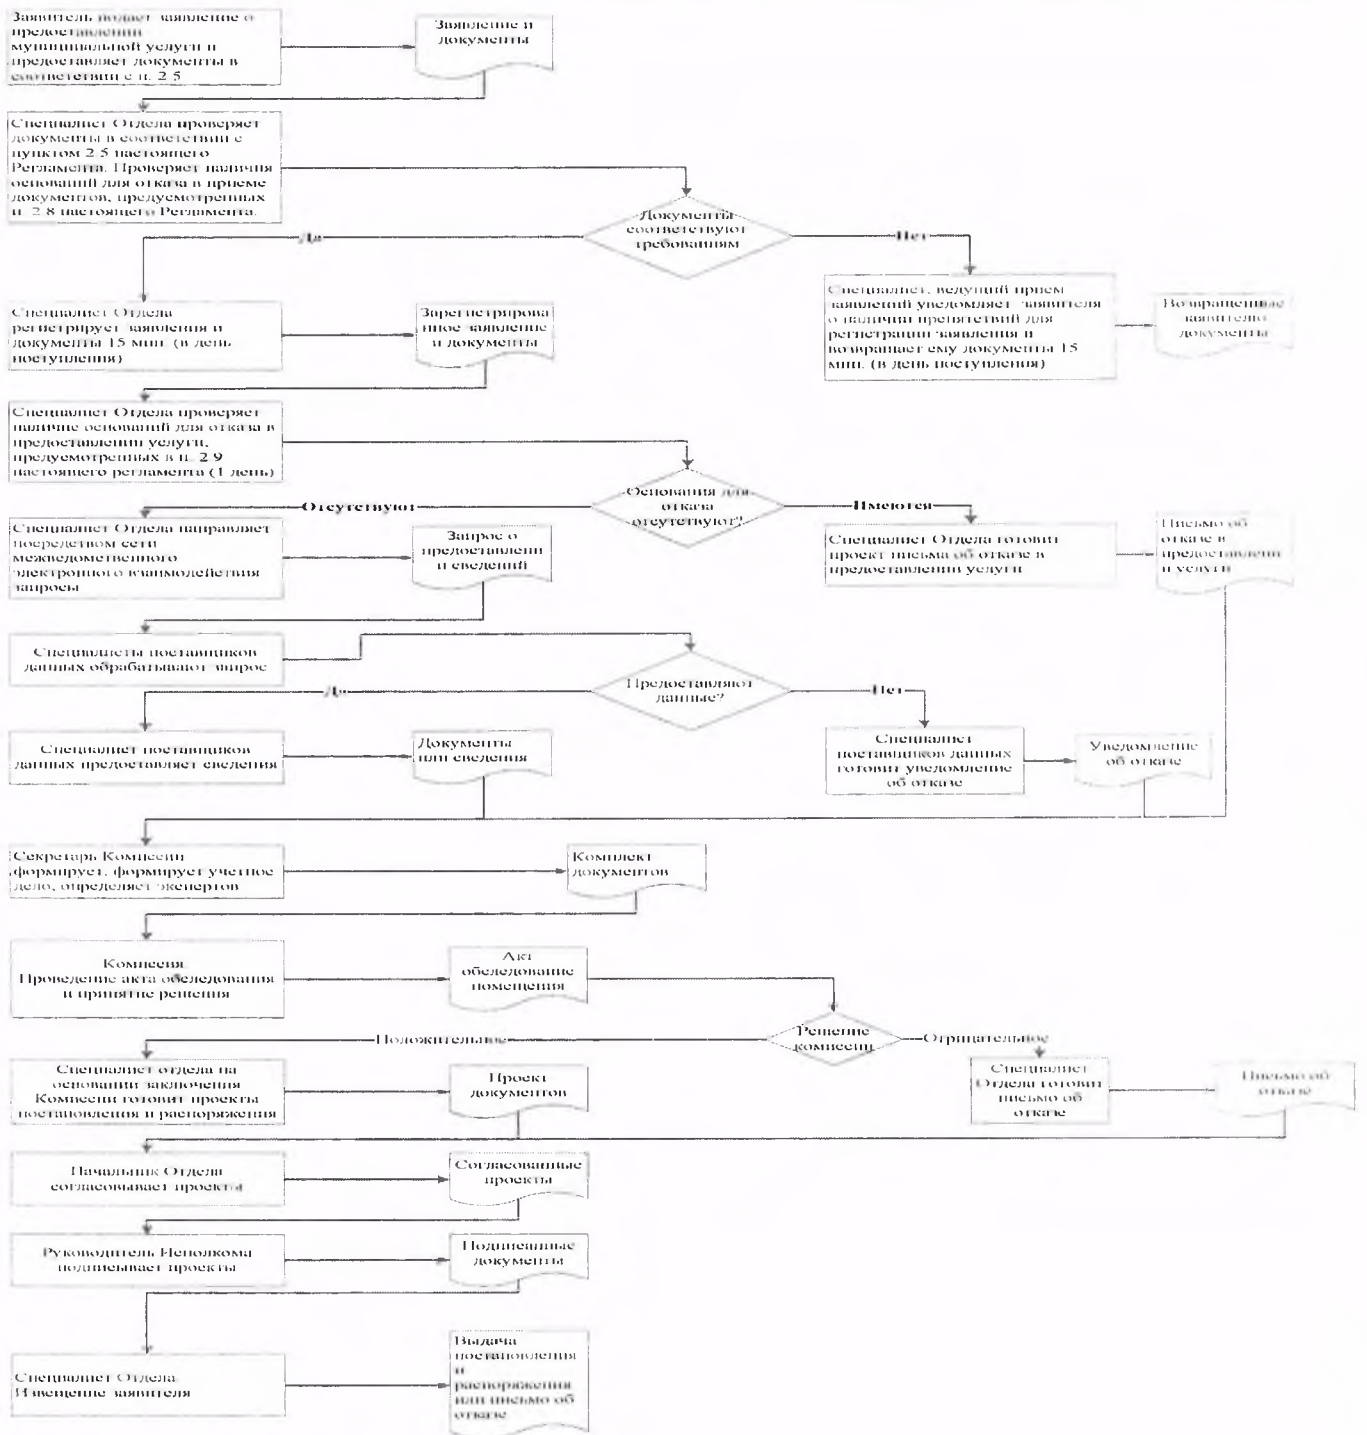 Заявитель подает заявление о
предоставлении
муниципальной услуги и
предоставляет документы в
соответствии с п. 2.5
Заявление и
документы
Специалист Отдела проверяет
документы в соответствии с
пунктом 2.5 настоящего
Регламента. Проверяет наличия
оснований для отказа в приеме
документов, предусмотренных
п. 2.8 настоящего Регламента.
Документы
соответствуют
требованиям
Да
Нет
Специалист Отдела
регистрирует заявления и
документы 15 мин. (в день
поступления)
Зарегистрирова
нное заявление
и документы
Специалист, ведущий прием
заявлений уведомляет заявителя
о наличии препятствий для
регистрации заявления и
возвращает ему документы 15
мин. (в день поступления)
Возвращенные
заявителю
документы
Специалист Отдела проверяет
наличие оснований для отказа в
предоставлении услуги,
предусмотренных в п. 2.9
настоящего регламента (1 день)
Основания для
отказа
отсутствуют?
Отсутствуют
Имеются
Специалист Отдела направляет
посредством сети
межведомственного
электронного взаимодействия
запросы
Запрос о
предоставлени
и сведений
Специалист Отдела готовит
проект письма об отказе в
предоставлении услуги
Письмо об
отказе в
предоставлени
и услуги
Специалисты поставщиков
данных обрабатывают запрос
Предоставляют
данные?
Да
Нет
Специалист поставщиков
данных предоставляет сведения
Документы
или сведения
Специалист
поставщиков данных
готовит уведомление
об отказе
Уведомление
об отказе
Секретарь Комиссии
формирует, формирует учетное
дело, определяет экспертов
Комплект
документов
Комиссия
Проведение акта обследования
и принятие решения
Акт
обследование
помещения
Решение
комиссии
Положительное
Отрицательное
Специалист отдела на
основании заключения
Комиссии готовит проекты
постановления и распоряжения
Проект
документов
Специалист
Отдела готовит
письмо об
отказе
Письмо об
отказе
Начальник Отдела
согласовывает проекты
Согласованные
проекты
Руководитель Исполкома
подписывает проекты
Подписанные
документы
Специалист Отдела
Извещение заявителя
Выдача
постановления
и
распоряжения
или письмо об
отказе